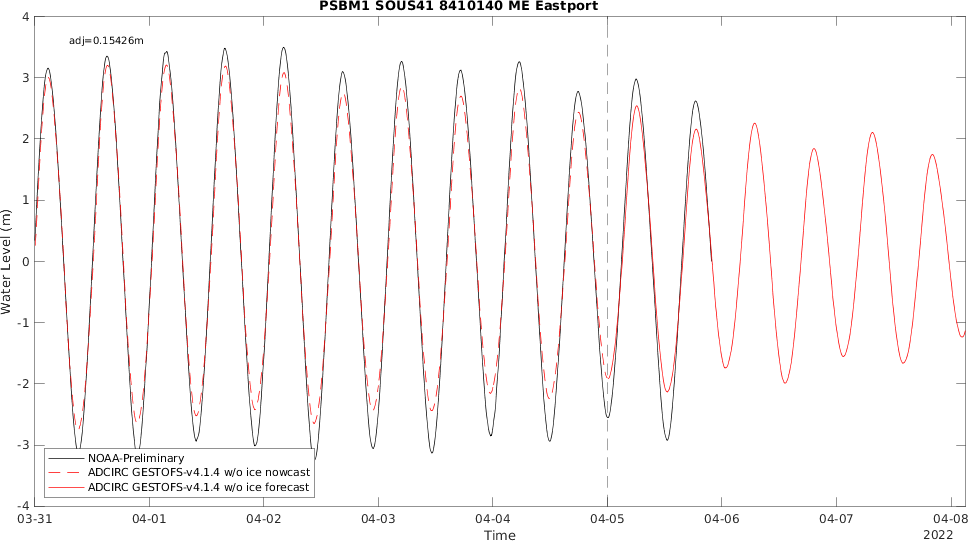 PSBM1 SOUS41 8410140 ME Eastport
adj=0.15426m
4
3
2
1
0
-1
-2
-3
-4
Water Level (m)
NOAA-Preliminary
ADCIRC GESTOFS-v4.1.4 w/o ice nowcast
ADCIRC GESTOFS-v4.1.4 w/o ice forecast
03-31 04-01 04-02 04-03 04-04 04-05 04-06 04-07 04-08
Time
2022